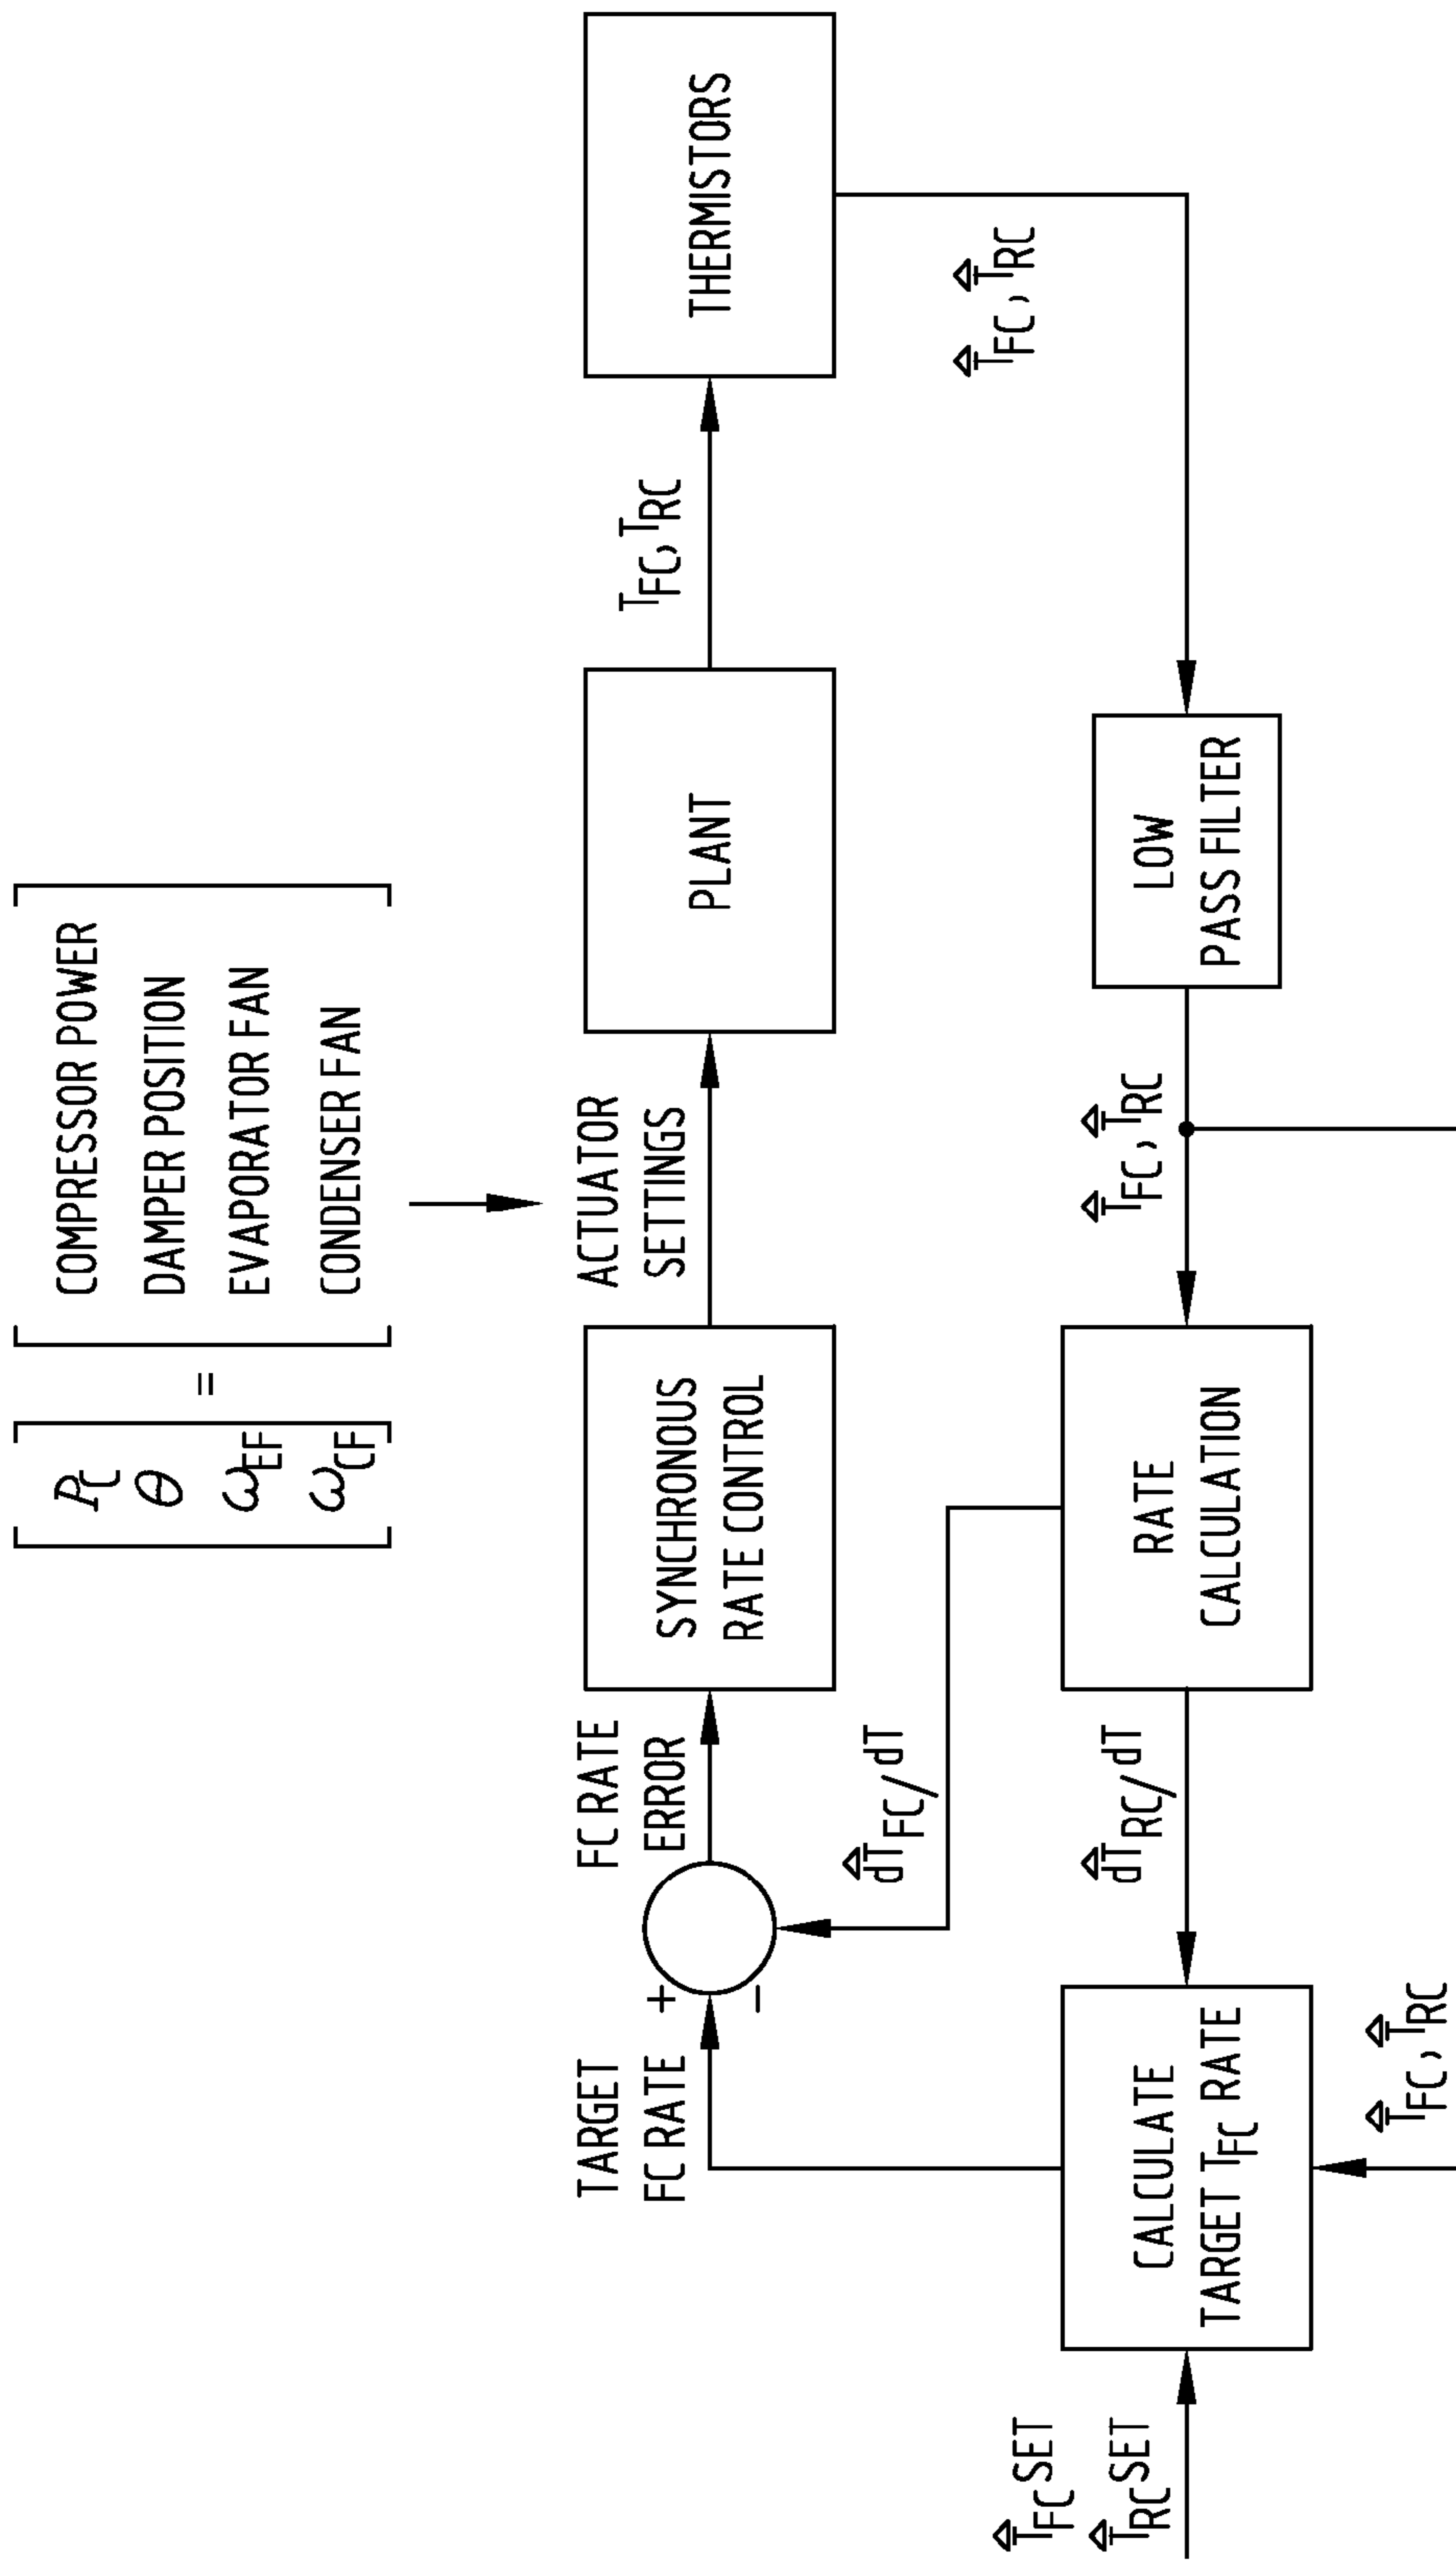 P_C
θ
ω_EF
ω_CF
=
COMPRESSOR POWER
DAMPER POSITION
EVAPORATOR FAN
CONDENSER FAN
TARGET
FC RATE
+
−
FC RATE
ERROR
SYNCHRONOUS
RATE CONTROL
ACTUATOR
SETTINGS
PLANT
T_FC, T_RC
THERMISTORS
T̂_FC, T̂_RC
LOW
PASS FILTER
T̂_FC, T̂_RC
RATE
CALCULATION
dT̂_FC/dT
dT̂_RC/dT
CALCULATE
TARGET T_FC RATE
T̂_FC SET
T̂_RC SET
T̂_FC, T̂_RC